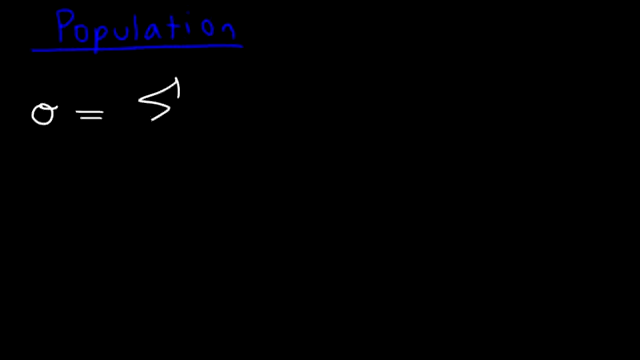 Population
σ = Σ